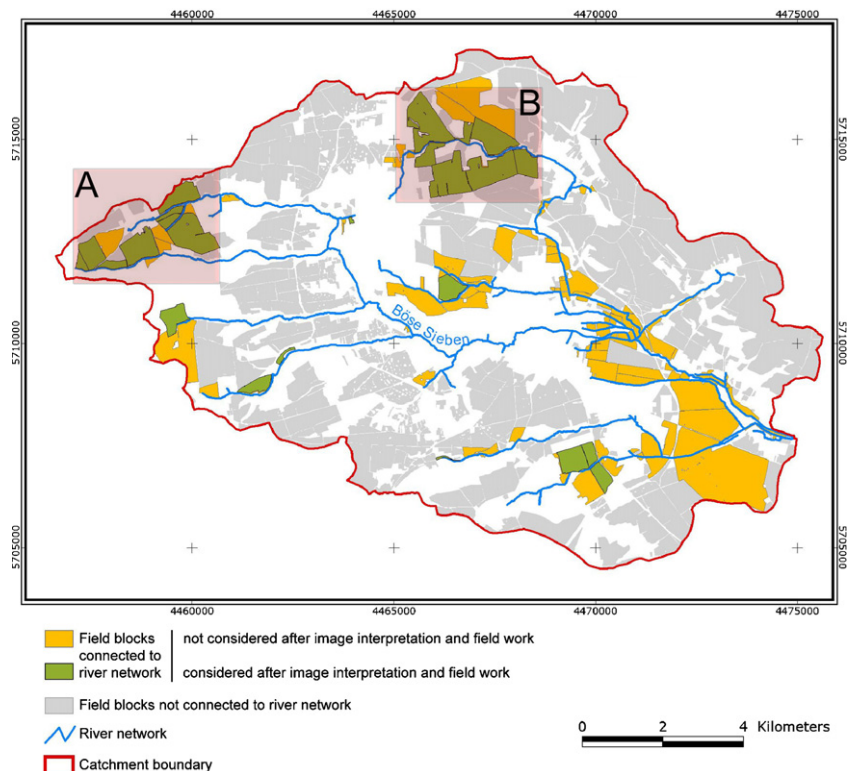 4460000 4465000 4470000 4475000
B
5715000 5715000
A
Böse Sieben
5710000 5710000
5705000 5705000
4460000 4465000 4470000 4475000
Field blocks not considered after image interpretation and field work
connected to
river network considered after image interpretation and field work
Field blocks not connected to river network
River network
0 2 4 Kilometers
Catchment boundary